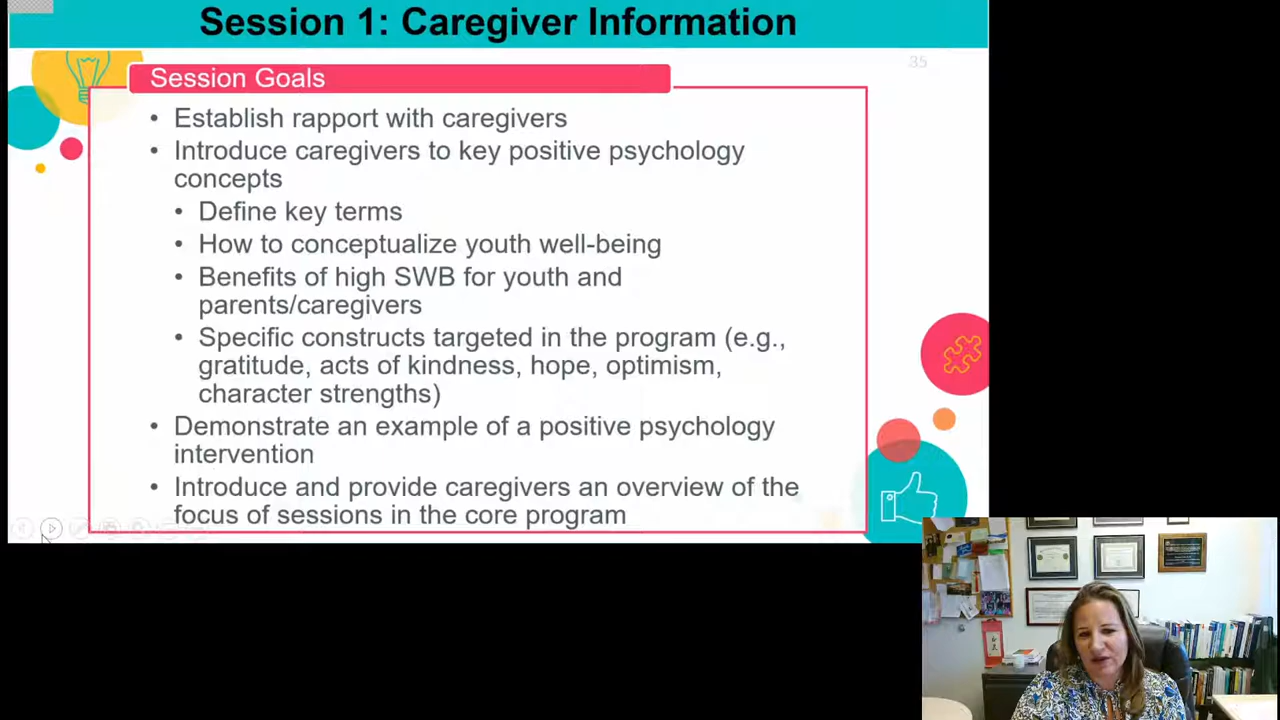 Session 1: Caregiver Information
35
Session Goals
• Establish rapport with caregivers
• Introduce caregivers to key positive psychology
concepts
• Define key terms
• How to conceptualize youth well-being
• Benefits of high SWB for youth and
parents/caregivers
• Specific constructs targeted in the program (e.g.,
gratitude, acts of kindness, hope, optimism,
character strengths)
• Demonstrate an example of a positive psychology
intervention
• Introduce and provide caregivers an overview of the
focus of sessions in the core program